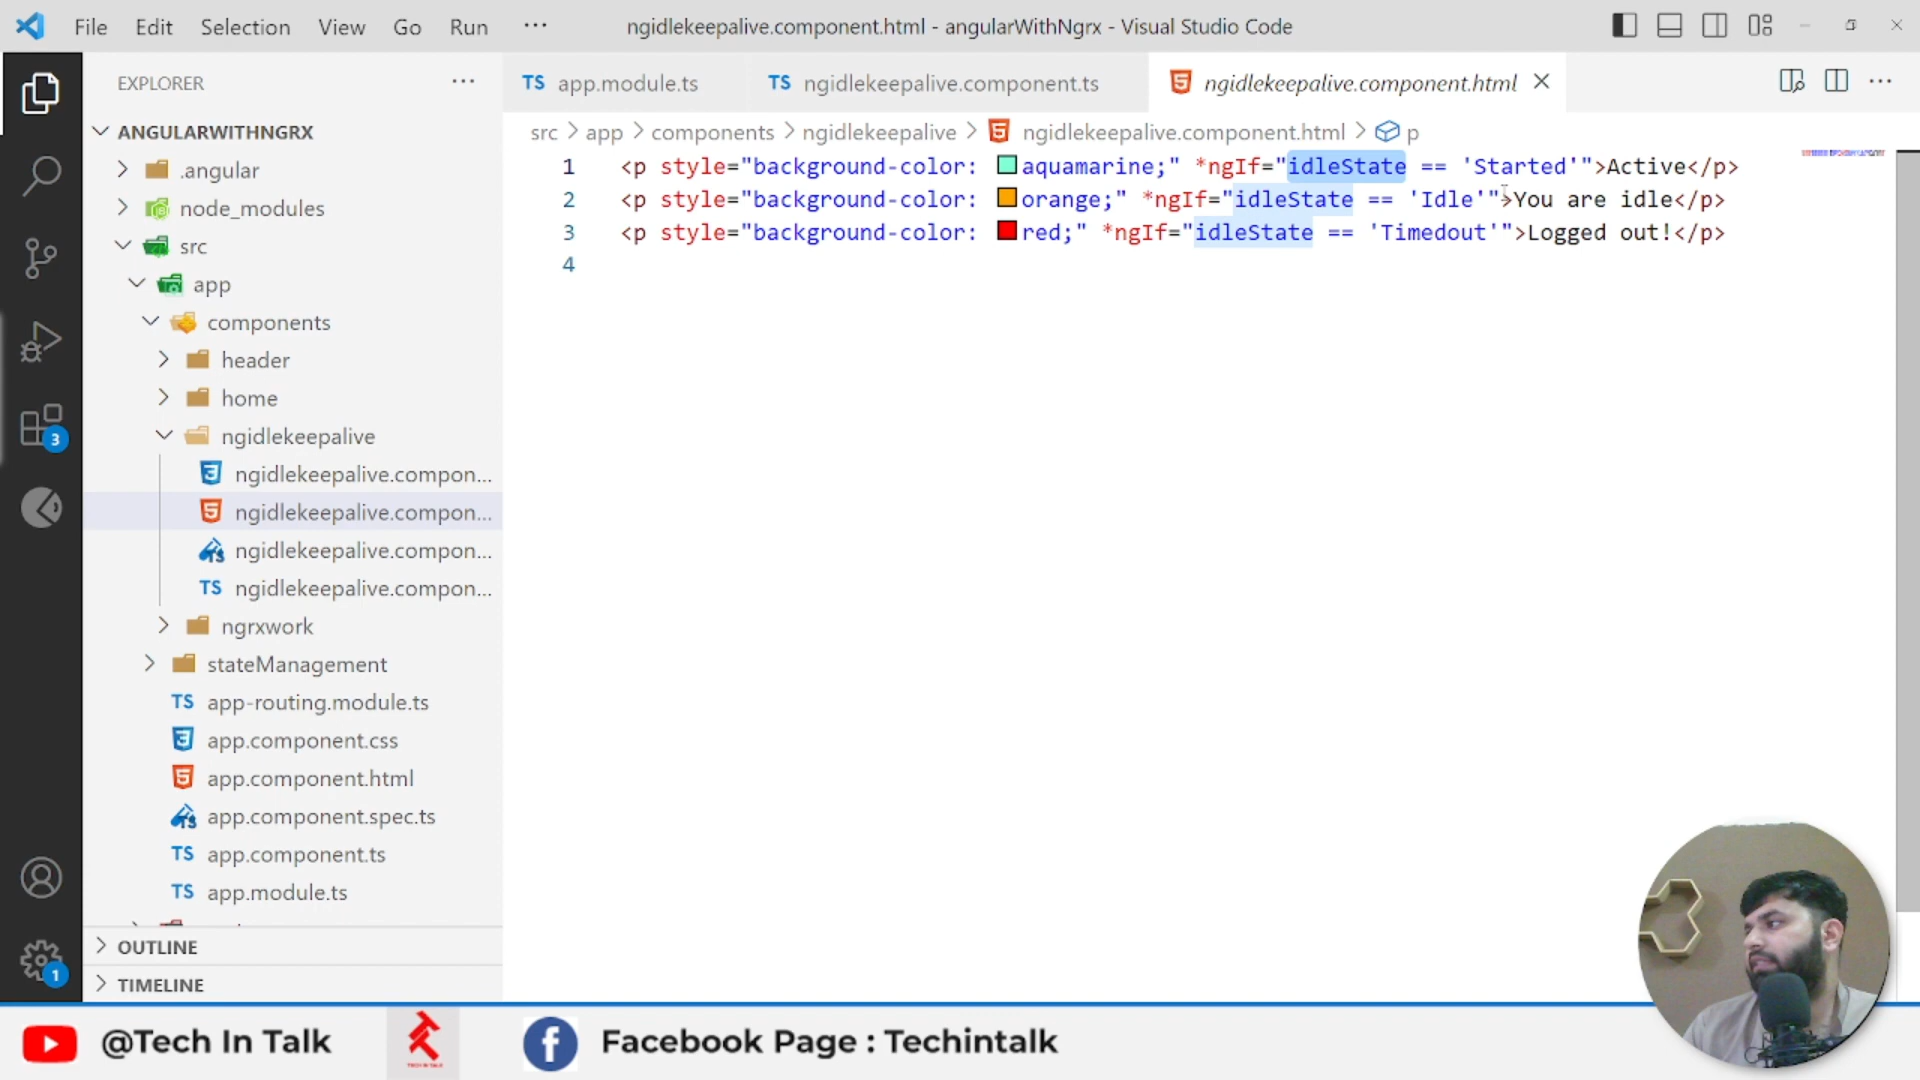 File Edit Selection View Go Run ··· ngidlekeepalive.component.html - angularWithNgrx - Visual Studio Code
EXPLORER ···
TS app.module.ts TS ngidlekeepalive.component.ts ngidlekeepalive.component.html
src > app > components > ngidlekeepalive > ngidlekeepalive.component.html > p
1 <p style="background-color: aquamarine;" *ngIf="idleState == 'Started'">Active</p>
2 <p style="background-color: orange;" *ngIf="idleState == 'Idle'">You are idle</p>
3 <p style="background-color: red;" *ngIf="idleState == 'Timedout'">Logged out!</p>
4
ANGULARWITHNGRX
.angular
node_modules
src
app
components
header
home
ngidlekeepalive
ngidlekeepalive.compon...
ngidlekeepalive.compon...
ngidlekeepalive.compon...
TS ngidlekeepalive.compon...
ngrxwork
stateManagement
TS app-routing.module.ts
app.component.css
app.component.html
app.component.spec.ts
TS app.component.ts
TS app.module.ts
OUTLINE
TIMELINE
3
1
@Tech In Talk
TECH IN TALK
Facebook Page : Techintalk